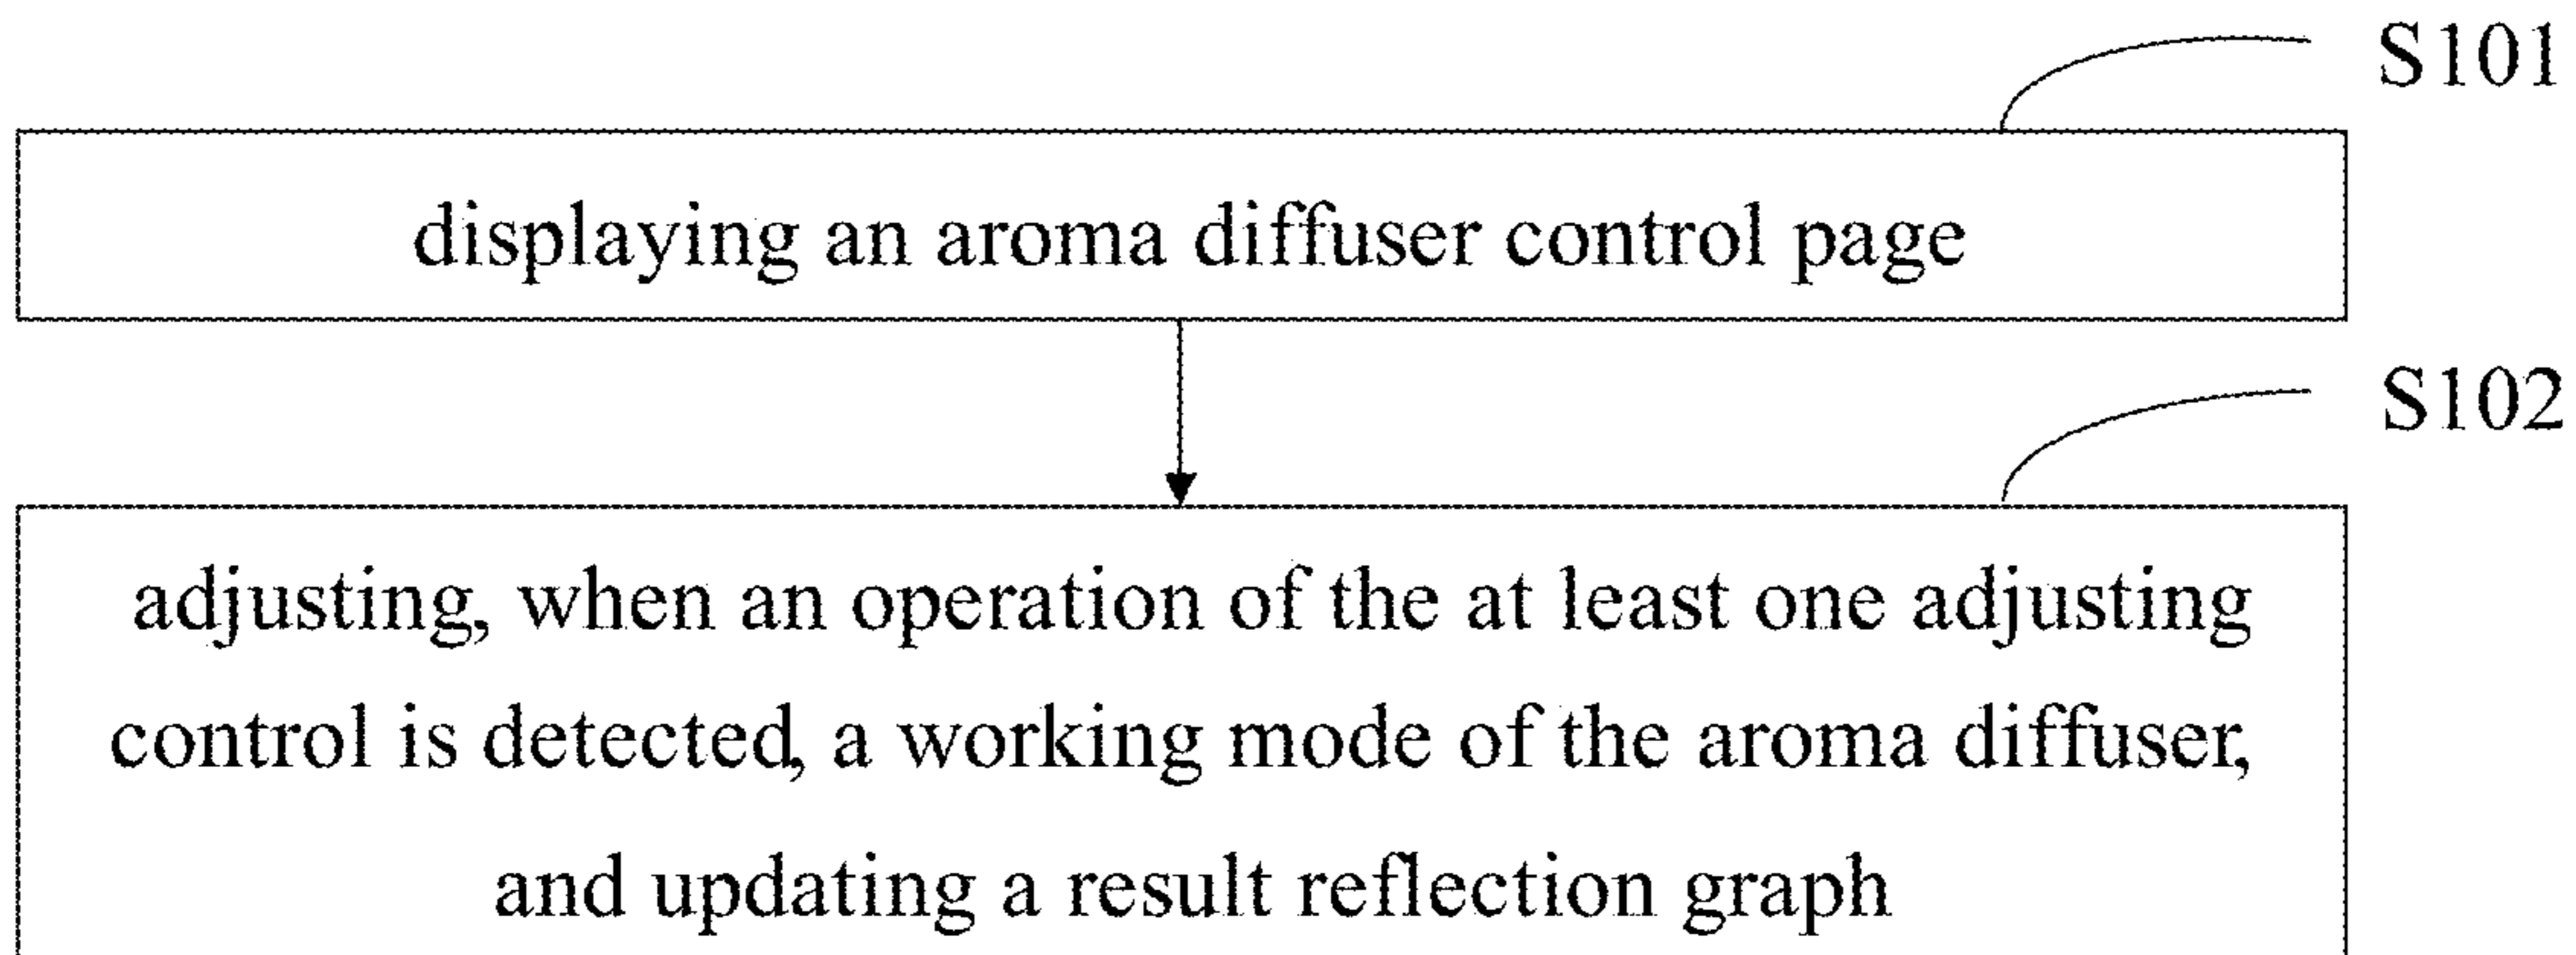 S101
displaying an aroma diffuser control page
S102
adjusting, when an operation of the at least one adjusting
control is detected, a working mode of the aroma diffuser,
and updating a result reflection graph